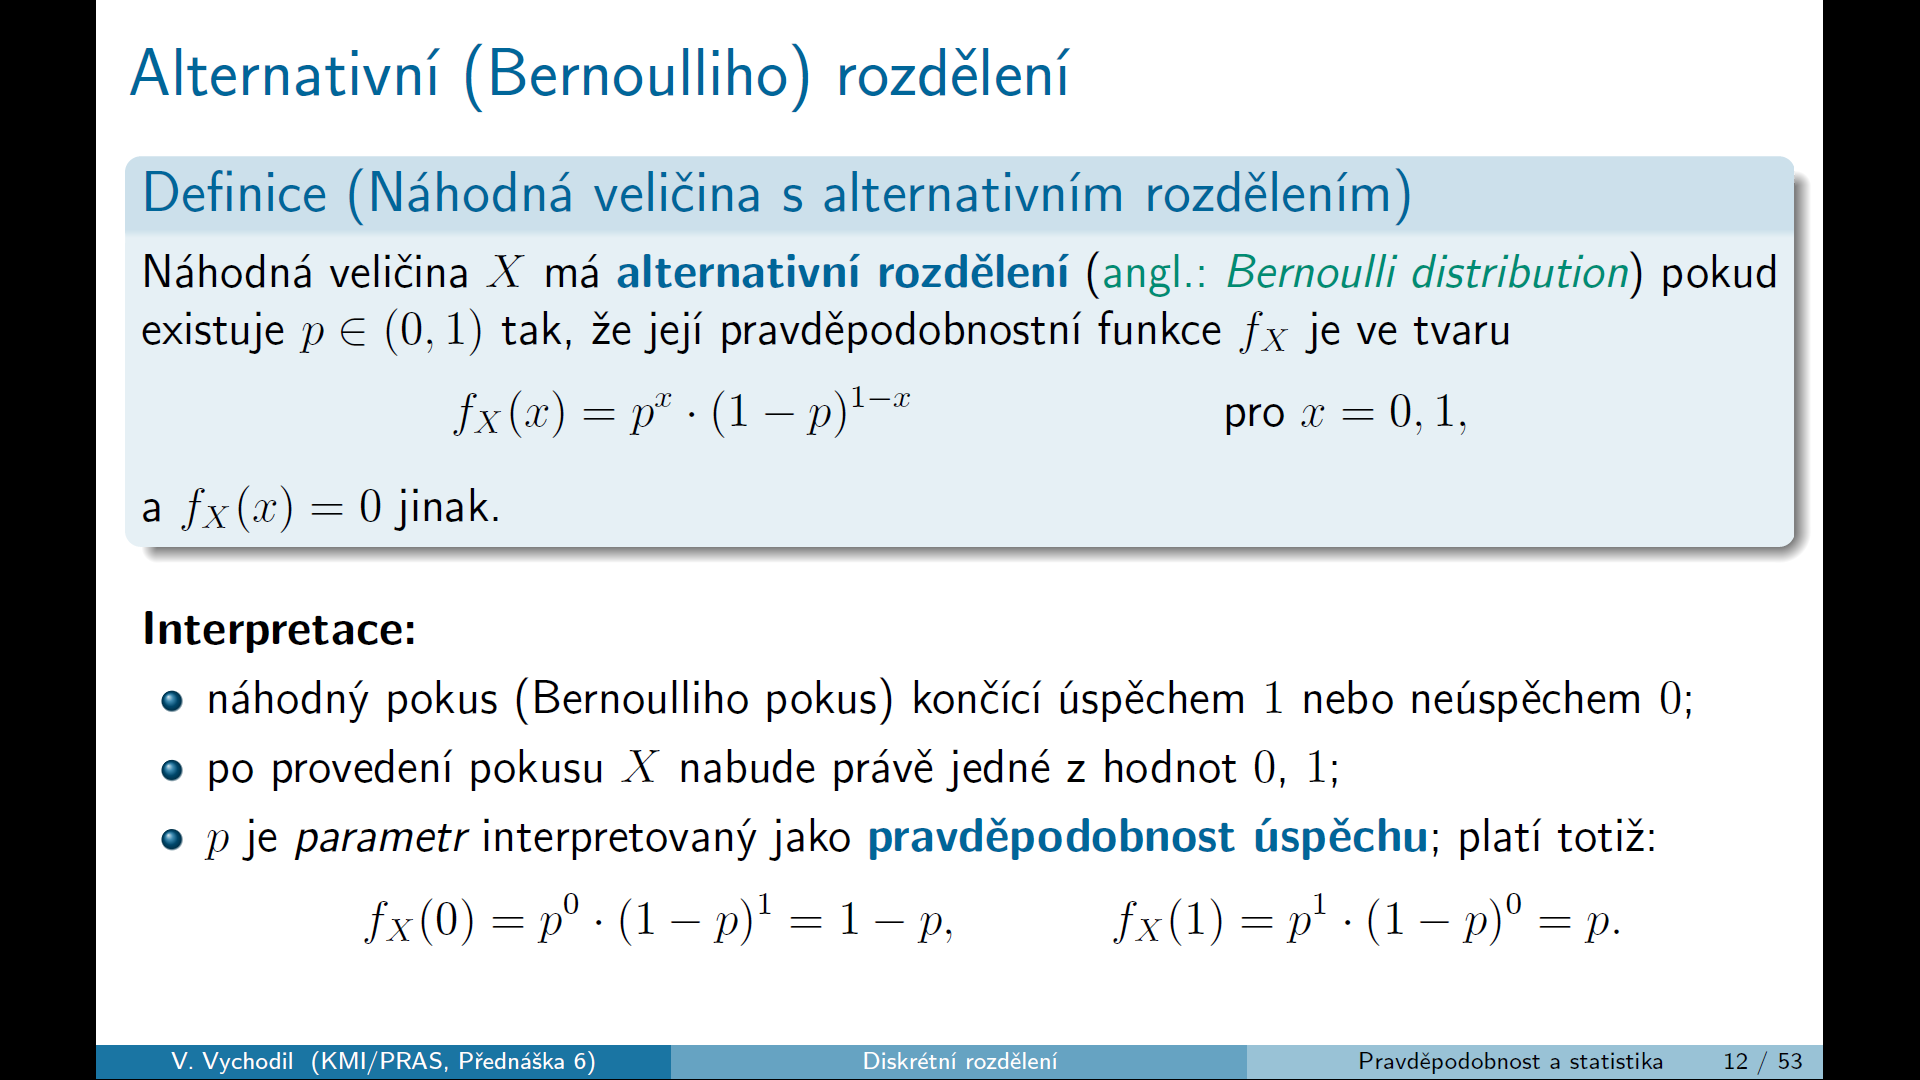 Alternativní (Bernoulliho) rozdělení
Definice (Náhodná veličina s alternativním rozdělením)
Náhodná veličina X má alternativní rozdělení (angl.: Bernoulli distribution) pokud
existuje p ∈ (0, 1) tak, že její pravděpodobnostní funkce f_X je ve tvaru
f_X(x) = p^x · (1 − p)^{1−x} pro x = 0, 1,
a f_X(x) = 0 jinak.
Interpretace:
náhodný pokus (Bernoulliho pokus) končící úspěchem 1 nebo neúspěchem 0;
po provedení pokusu X nabude právě jedné z hodnot 0, 1;
p je parametr interpretovaný jako pravděpodobnost úspěchu; platí totiž:
f_X(0) = p^0 · (1 − p)^1 = 1 − p, f_X(1) = p^1 · (1 − p)^0 = p.
V. Vychodil (KMI/PRAS, Přednáška 6) Diskrétní rozdělení Pravděpodobnost a statistika 12 / 53